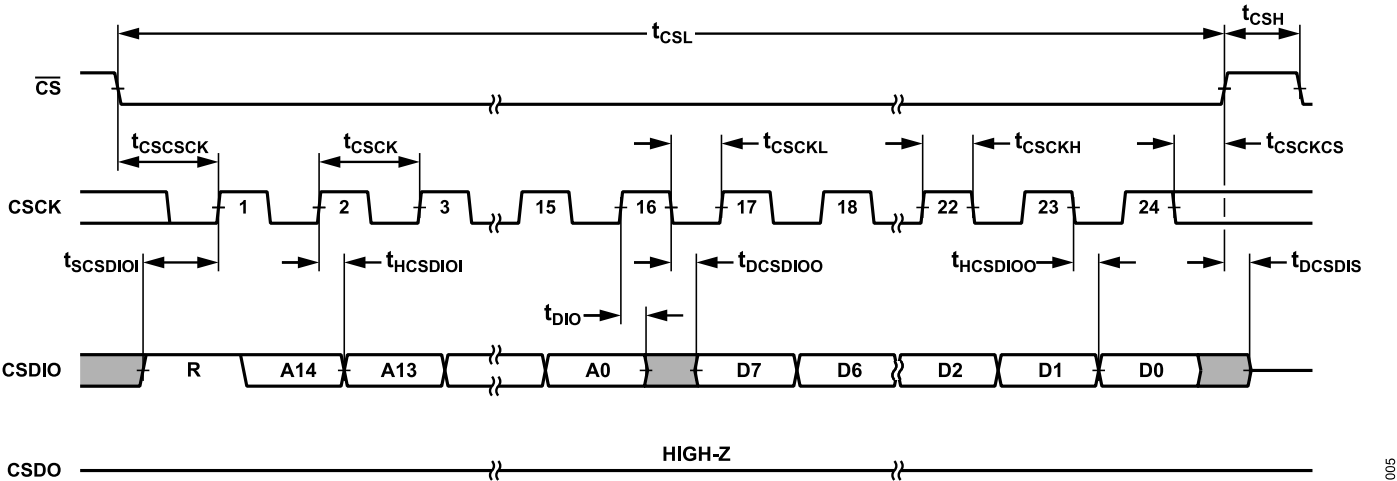 tCSL
tCSH
CS
tCSCSCK
tCSCK
tCSCKL
tCSCKH
tCSCKCS
CSCK
1
2
3
15
16
17
18
22
23
24
tSCSDIOI
tHCSDIOI
tDCSDIOO
tHCSDIOO
tDCSDIS
tDIO
CSDIO
R
A14
A13
A0
D7
D6
D2
D1
D0
HIGH-Z
CSDO
005